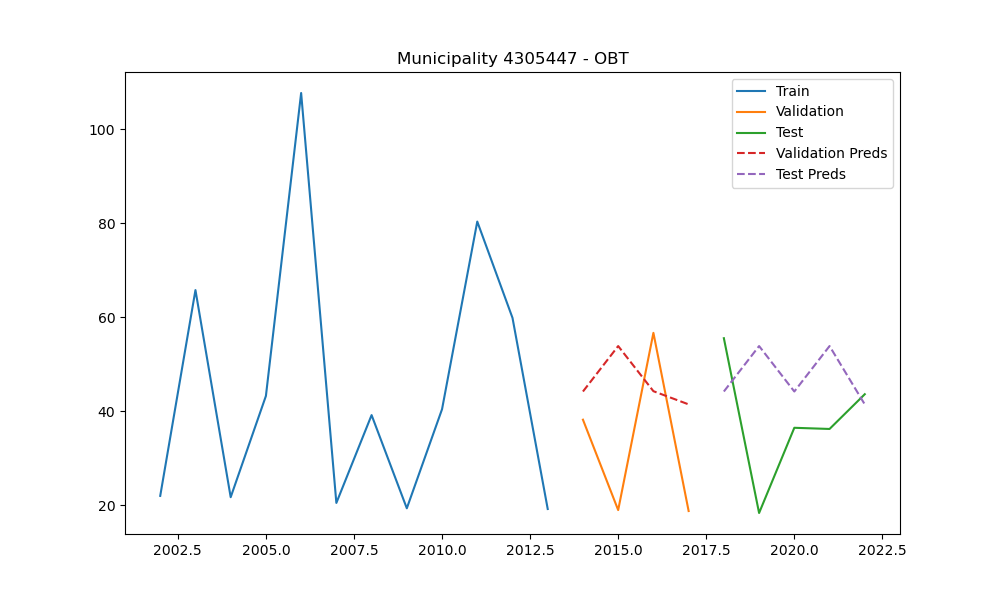 Municipality 4305447 - OBT
Train
Validation
Test
Validation Preds
Test Preds
100
80
60
40
20
2002.5 2005.0 2007.5 2010.0 2012.5 2015.0 2017.5 2020.0 2022.5